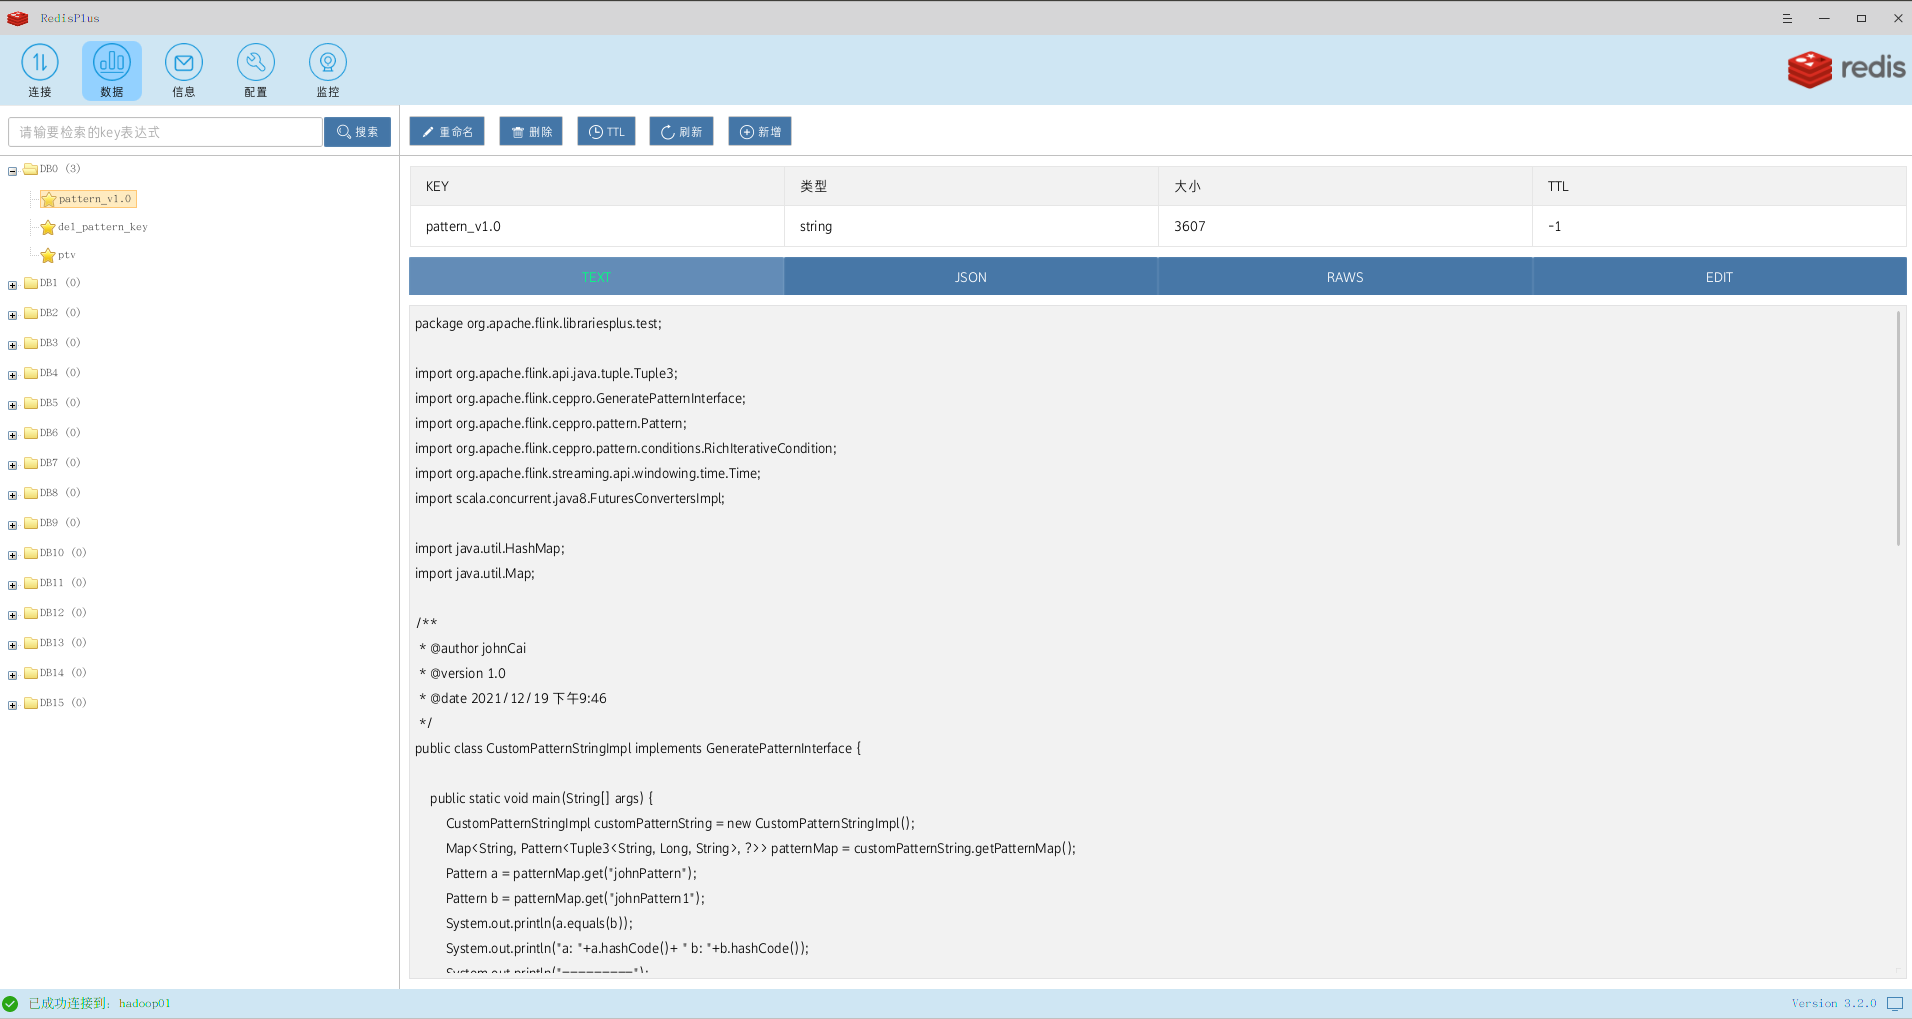 RedisPlus
连接
数据
信息
配置
监控
redis
请输要检索的key表达式
搜索
重命名
删除
TTL
刷新
新增
DB0 (3)
pattern_v1.0
del_pattern_key
ptv
DB1 (0)
DB2 (0)
DB3 (0)
DB4 (0)
DB5 (0)
DB6 (0)
DB7 (0)
DB8 (0)
DB9 (0)
DB10 (0)
DB11 (0)
DB12 (0)
DB13 (0)
DB14 (0)
DB15 (0)
KEY 类型 大小 TTL
pattern_v1.0 string 3607 -1
TEXT JSON RAWS EDIT
package org.apache.flink.librariesplus.test;
import org.apache.flink.api.java.tuple.Tuple3;
import org.apache.flink.ceppro.GeneratePatternInterface;
import org.apache.flink.ceppro.pattern.Pattern;
import org.apache.flink.ceppro.pattern.conditions.RichIterativeCondition;
import org.apache.flink.streaming.api.windowing.time.Time;
import scala.concurrent.java8.FuturesConvertersImpl;
import java.util.HashMap;
import java.util.Map;
/**
* @author johnCai
* @version 1.0
* @date 2021/12/19 下午9:46
*/
public class CustomPatternStringImpl implements GeneratePatternInterface {
public static void main(String[] args) {
CustomPatternStringImpl customPatternString = new CustomPatternStringImpl();
Map<String, Pattern<Tuple3<String, Long, String>, ?>> patternMap = customPatternString.getPatternMap();
Pattern a = patternMap.get("johnPattern");
Pattern b = patternMap.get("johnPattern1");
System.out.println(a.equals(b));
System.out.println("a: "+a.hashCode()+ " b: "+b.hashCode());
已成功连接到: hadoop01
Version 3.2.0